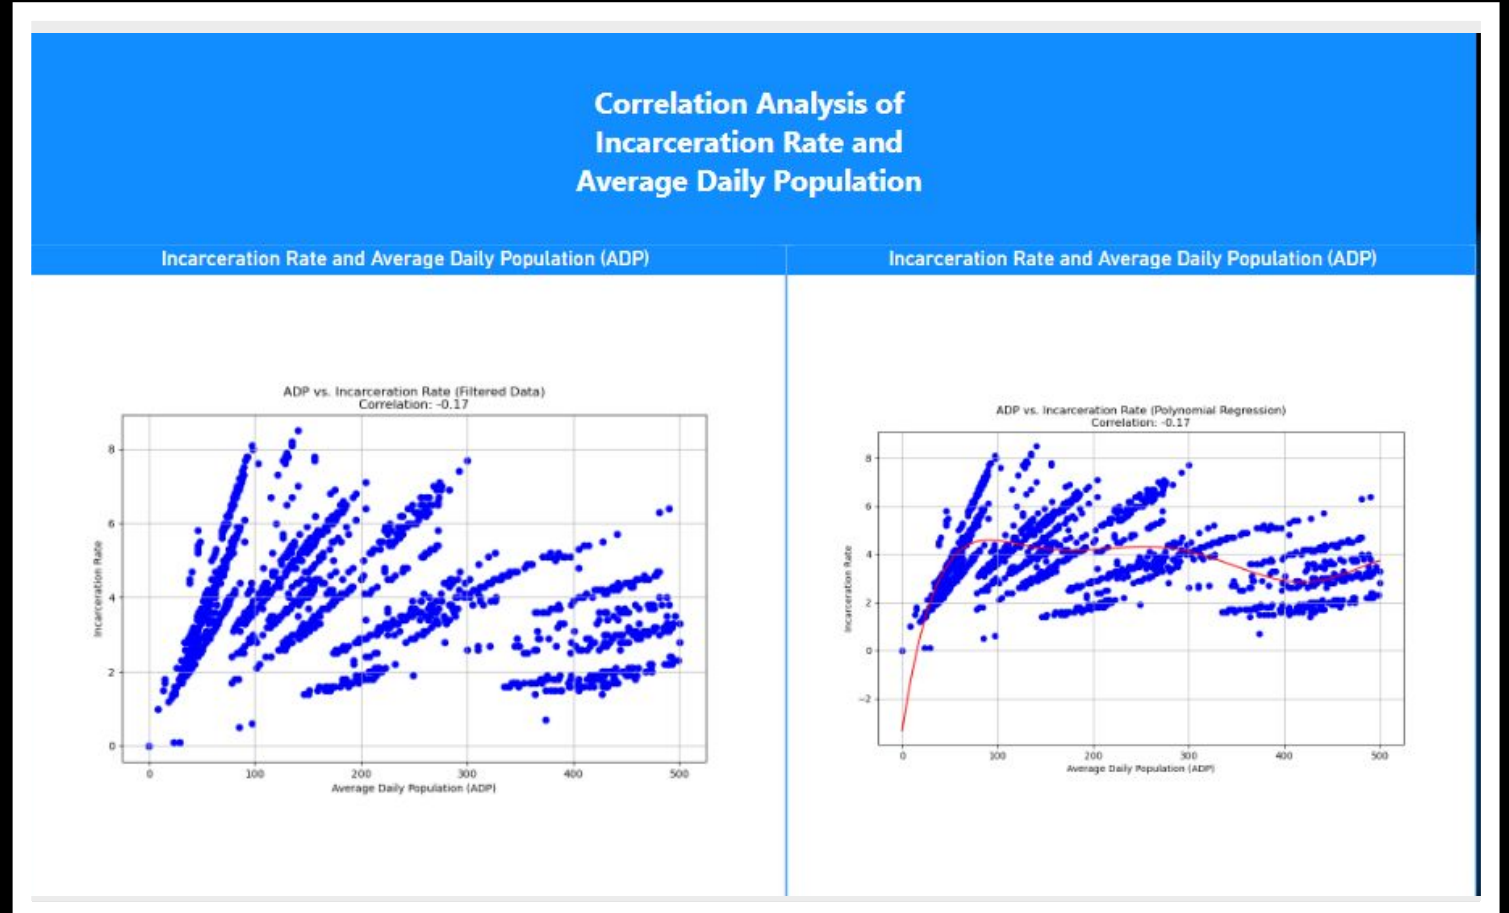 Correlation Analysis of
Incarceration Rate and
Average Daily Population
Incarceration Rate and Average Daily Population (ADP)
Incarceration Rate and Average Daily Population (ADP)
ADP vs. Incarceration Rate (Filtered Data)
Correlation: -0.17
8
6
4
2
0
Incarceration Rate
0 100 200 300 400 500
Average Daily Population (ADP)
ADP vs. Incarceration Rate (Polynomial Regression)
Correlation: -0.17
8
6
4
2
0
−2
Incarceration Rate
0 100 200 300 400 500
Average Daily Population (ADP)